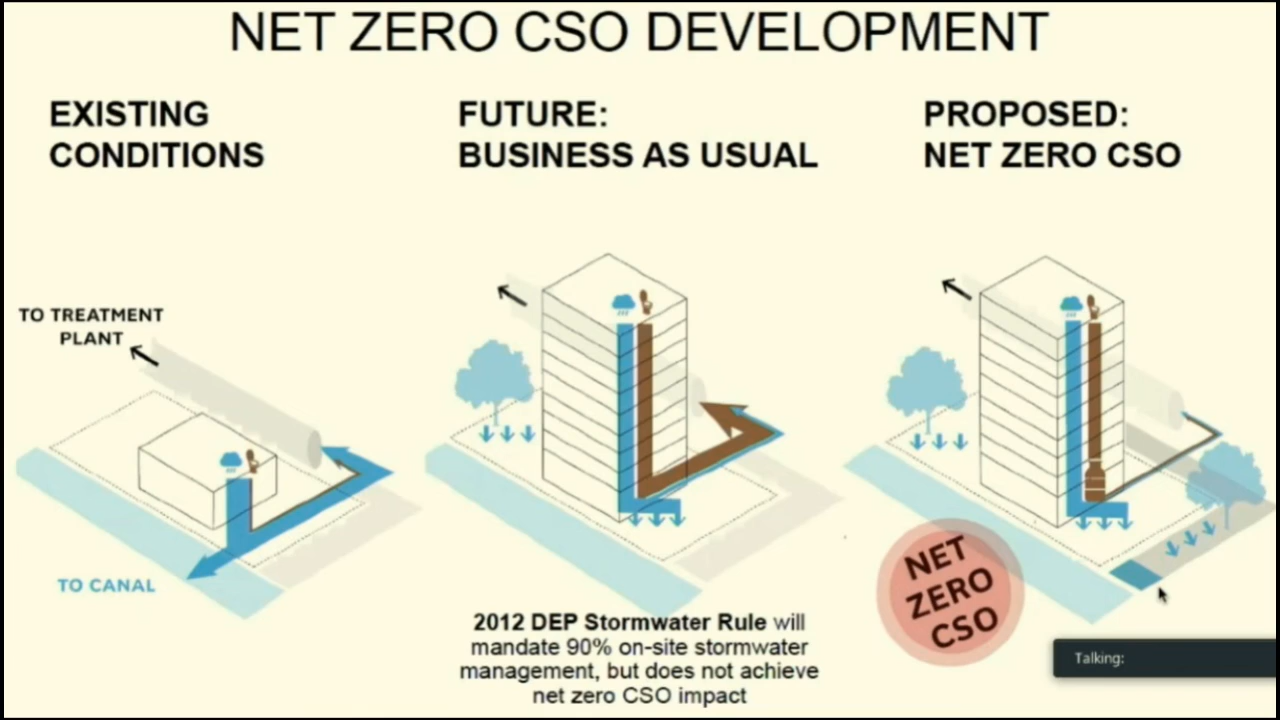 NET ZERO CSO DEVELOPMENT
EXISTING
CONDITIONS
FUTURE:
BUSINESS AS USUAL
PROPOSED:
NET ZERO CSO
TO TREATMENT
PLANT
TO CANAL
2012 DEP Stormwater Rule will
mandate 90% on-site stormwater
management, but does not achieve
net zero CSO impact
NET
ZERO
CSO
Talking: